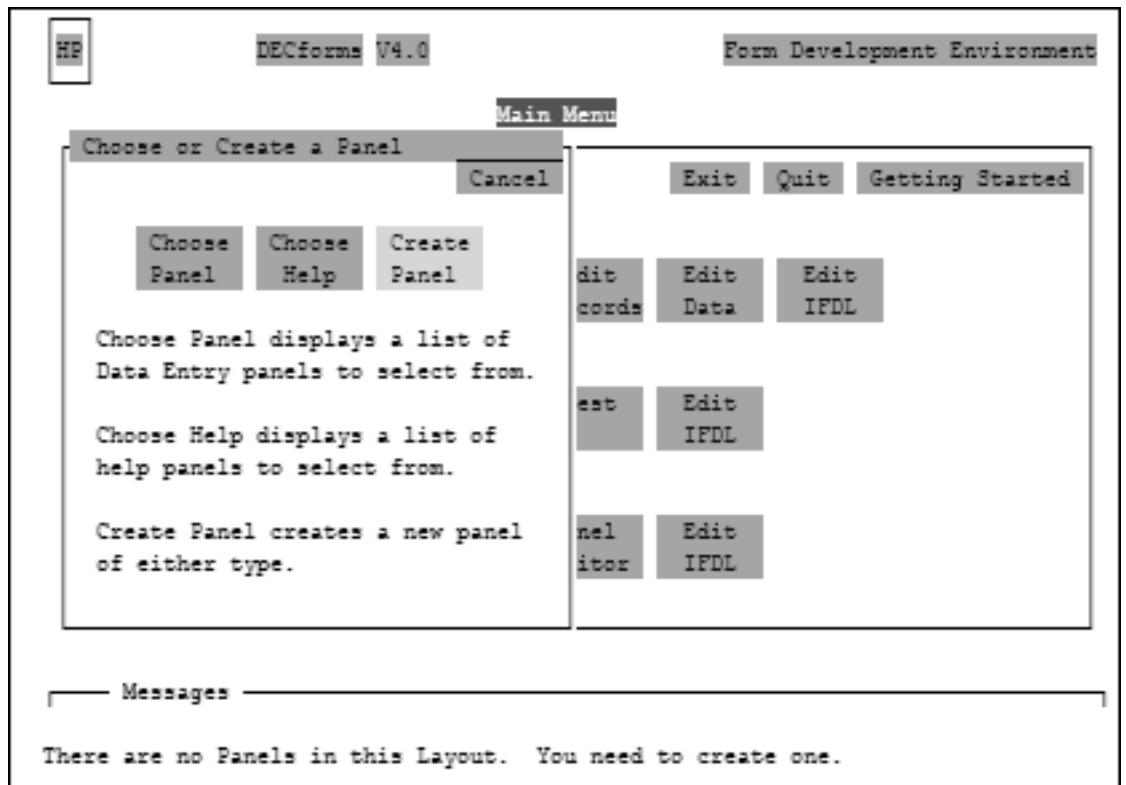 HP DECforms V4.0 Form Development Environment
Main Menu
Choose or Create a Panel
Cancel
Exit Quit Getting Started
Choose Choose Create
Panel Help Panel
dit Edit Edit
cords Data IFDL
Choose Panel displays a list of
Data Entry panels to select from.
est Edit
IFDL
Choose Help displays a list of
help panels to select from.
Create Panel creates a new panel
of either type.
nel Edit
itor IFDL
Messages
There are no Panels in this Layout. You need to create one.